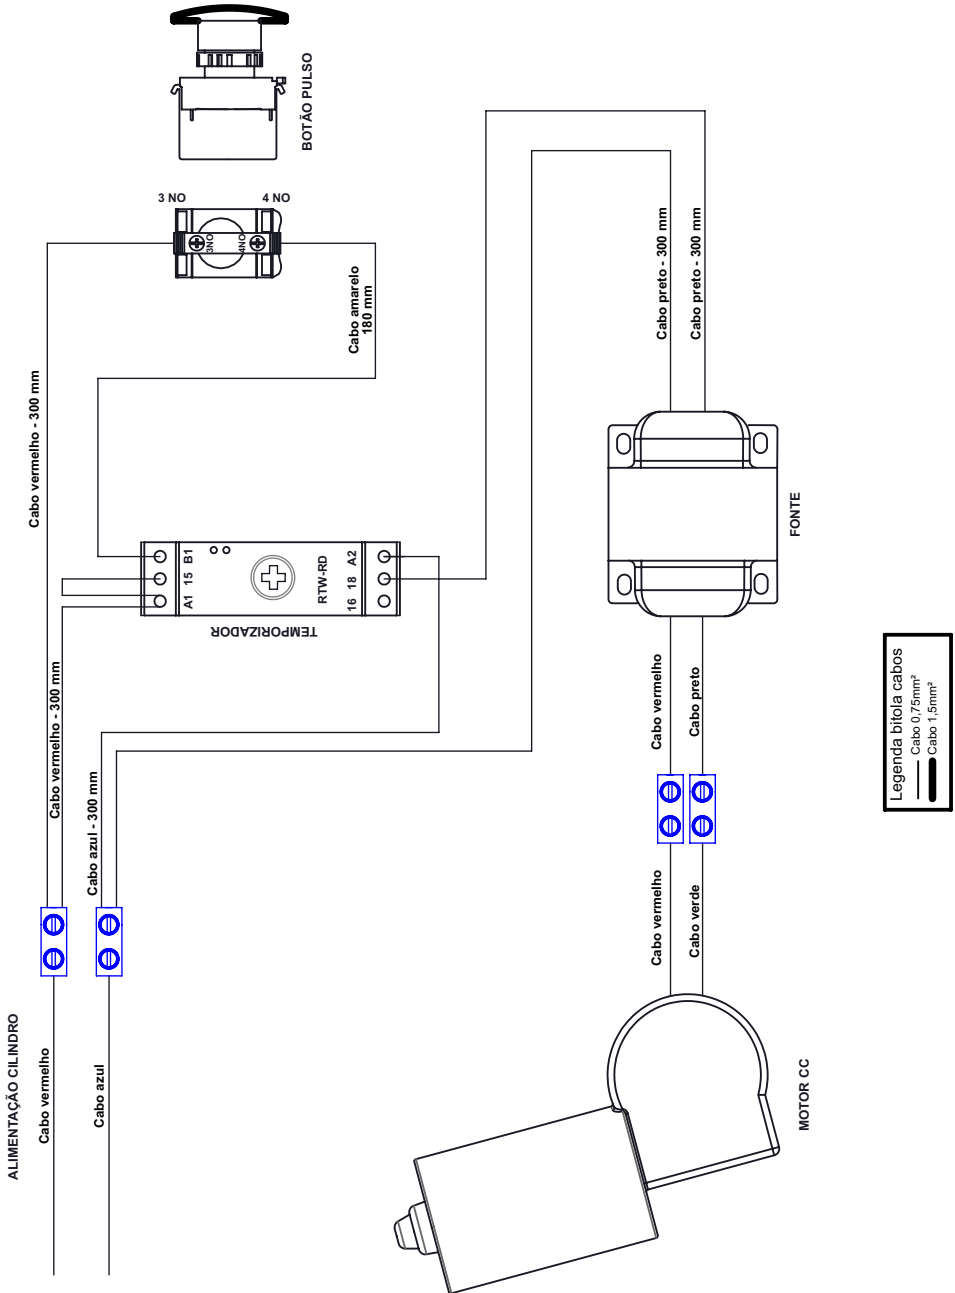 BOTÃO PULSO
3 NO
4 NO
3NO
4NO
Cabo vermelho - 300 mm
Cabo amarelo
180 mm
Cabo preto - 300 mm
Cabo preto - 300 mm
B1
15
A1
RTW-RD
A2
18
16
TEMPORIZADOR
FONTE
Cabo vermelho - 300 mm
Cabo azul - 300 mm
Cabo vermelho
Cabo preto
Cabo vermelho
Cabo verde
Legenda bitola cabos
Cabo 0,75mm²
Cabo 1,5mm²
ALIMENTAÇÃO CILINDRO
Cabo vermelho
Cabo azul
MOTOR CC